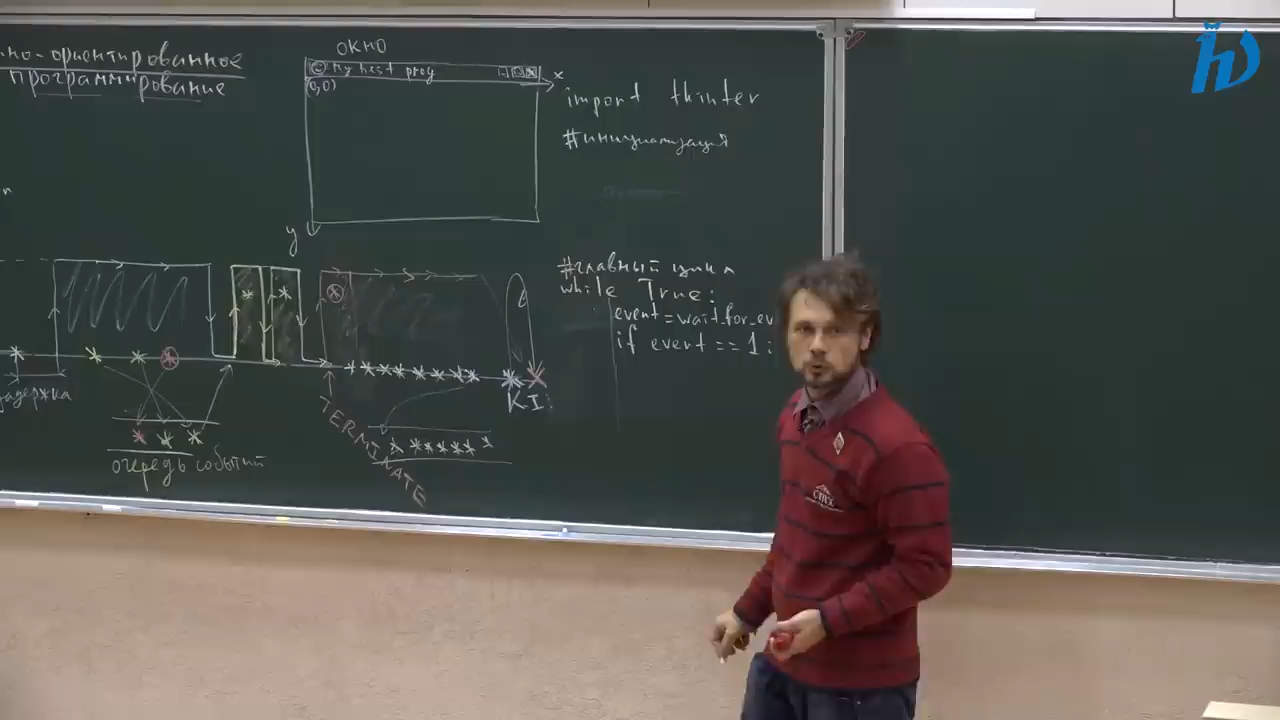 но-ориентированное
программирование
окно
My best prog
x
(0,0)
y
import tkinter
#инициализация
#главный цикл
while True:
event=wait_for_ev
if event == 1:
задержка
очередь событий
TERMINATE
KI